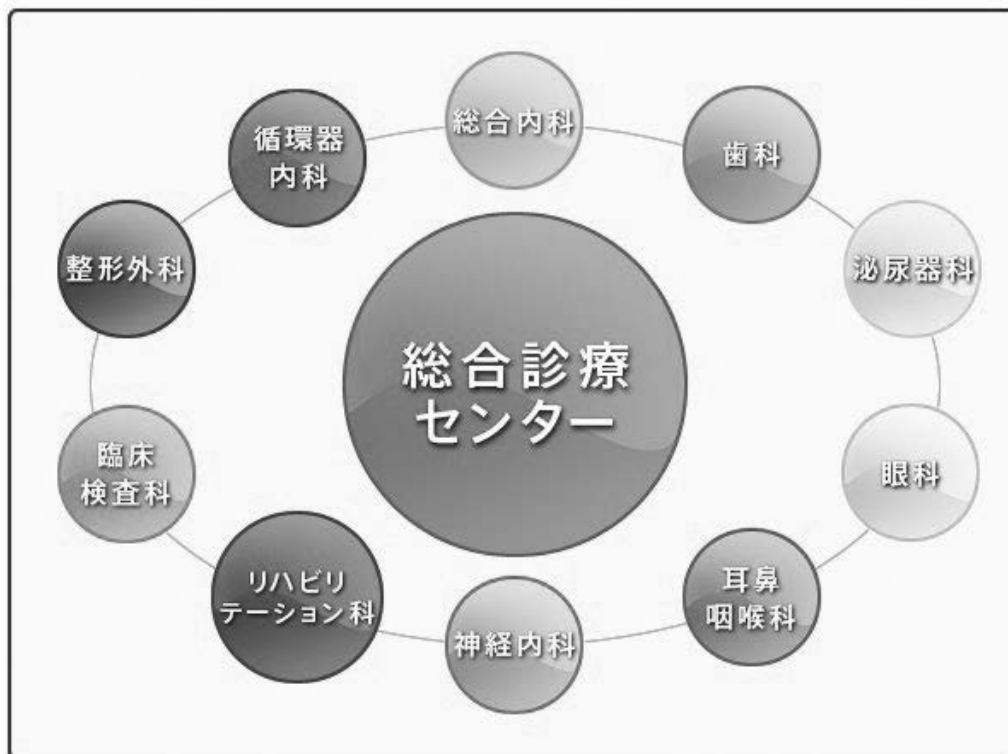 総合内科
循環器
内科
歯科
整形外科
泌尿器科
総合診療
センター
臨床
検査科
眼科
リハビリ
テーション科
耳鼻
咽喉科
神経内科